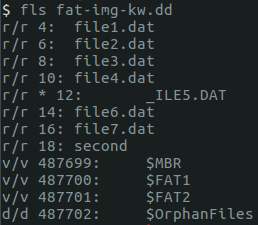 $ fls fat-img-kw.dd
r/r 4: file1.dat
r/r 6: file2.dat
r/r 8: file3.dat
r/r 10: file4.dat
r/r * 12: _ILE5.DAT
r/r 14: file6.dat
r/r 16: file7.dat
r/r 18: second
v/v 487699: $MBR
v/v 487700: $FAT1
v/v 487701: $FAT2
d/d 487702: $OrphanFiles